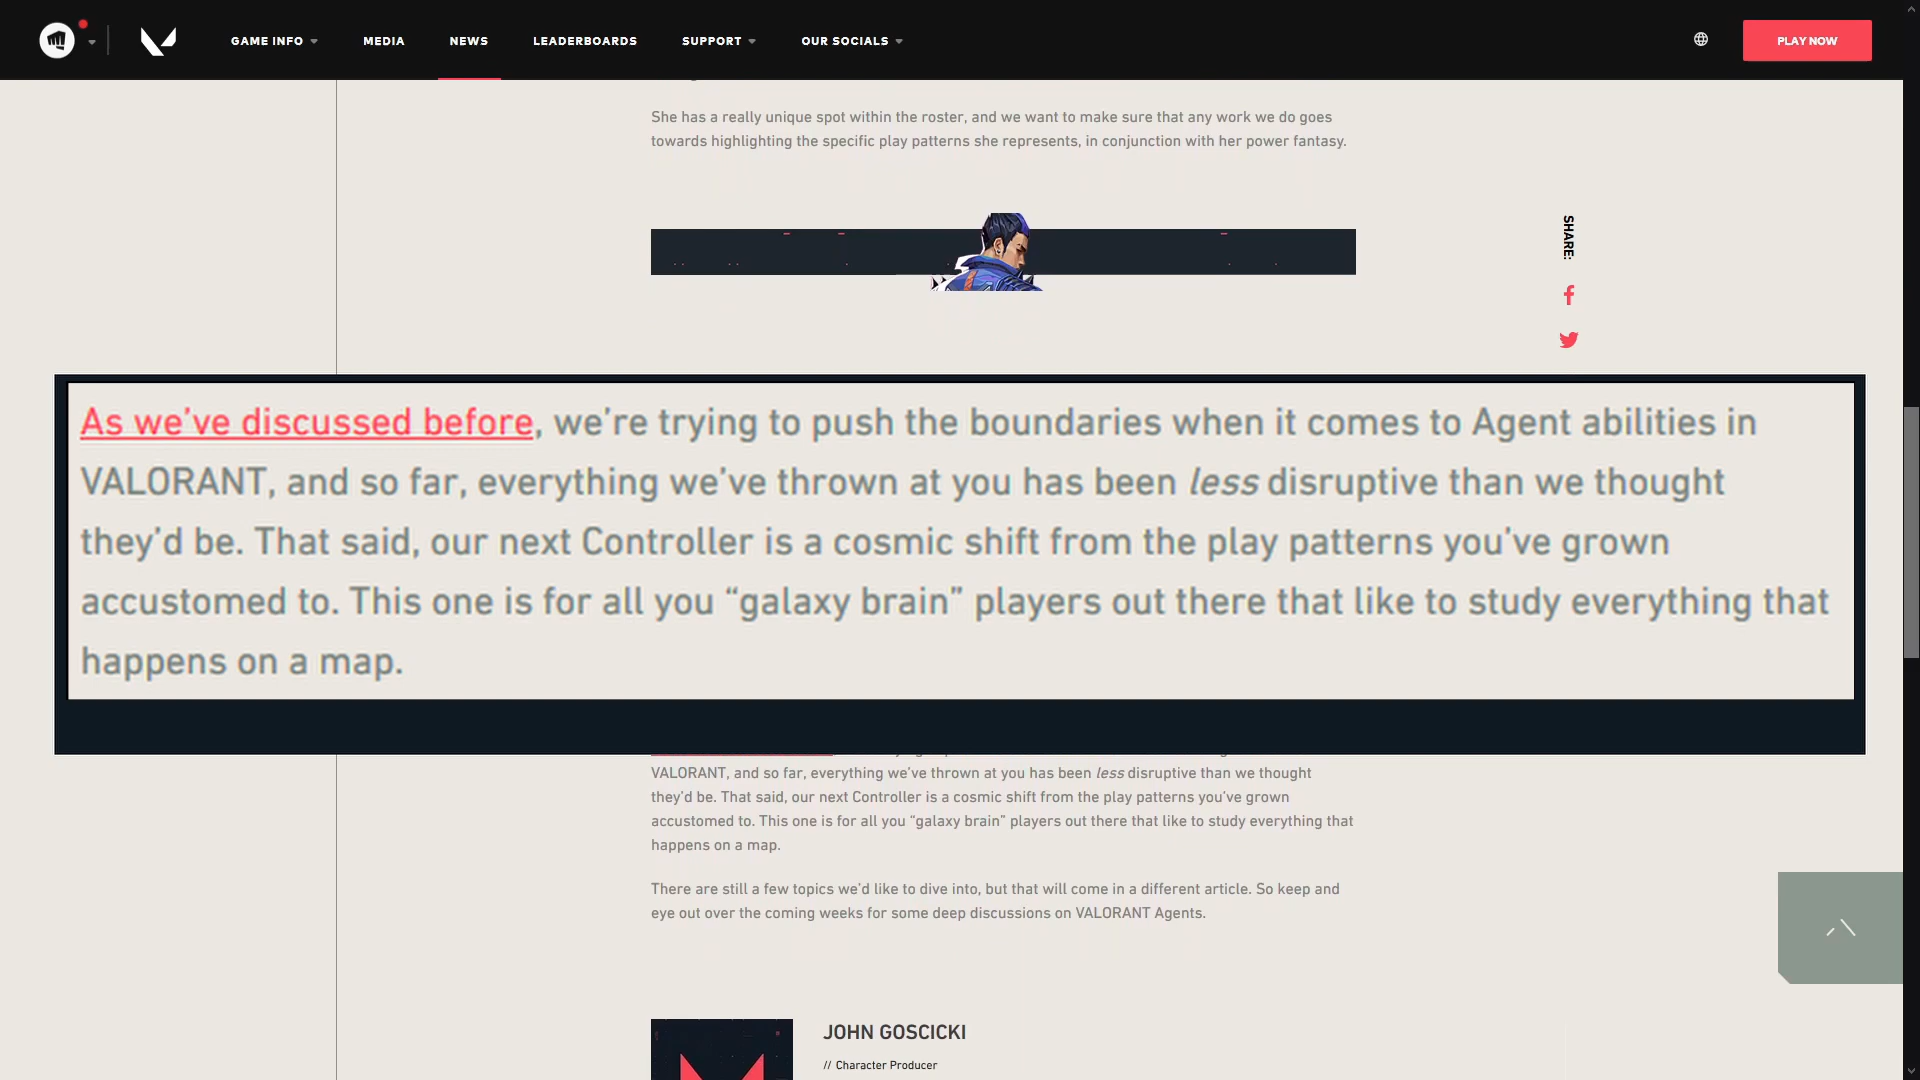 GAME INFO
MEDIA
NEWS
LEADERBOARDS
SUPPORT
OUR SOCIALS
PLAY NOW
She has a really unique spot within the roster, and we want to make sure that any work we do goes
towards highlighting the specific play patterns she represents, in conjunction with her power fantasy.
SHARE:
As we’ve discussed before, we’re trying to push the boundaries when it comes to Agent abilities in
VALORANT, and so far, everything we’ve thrown at you has been less disruptive than we thought
they’d be. That said, our next Controller is a cosmic shift from the play patterns you’ve grown
accustomed to. This one is for all you “galaxy brain” players out there that like to study everything that
happens on a map.
VALORANT, and so far, everything we’ve thrown at you has been less disruptive than we thought
they’d be. That said, our next Controller is a cosmic shift from the play patterns you’ve grown
accustomed to. This one is for all you “galaxy brain” players out there that like to study everything that
happens on a map.
There are still a few topics we’d like to dive into, but that will come in a different article. So keep and
eye out over the coming weeks for some deep discussions on VALORANT Agents.
JOHN GOSCICKI
// Character Producer